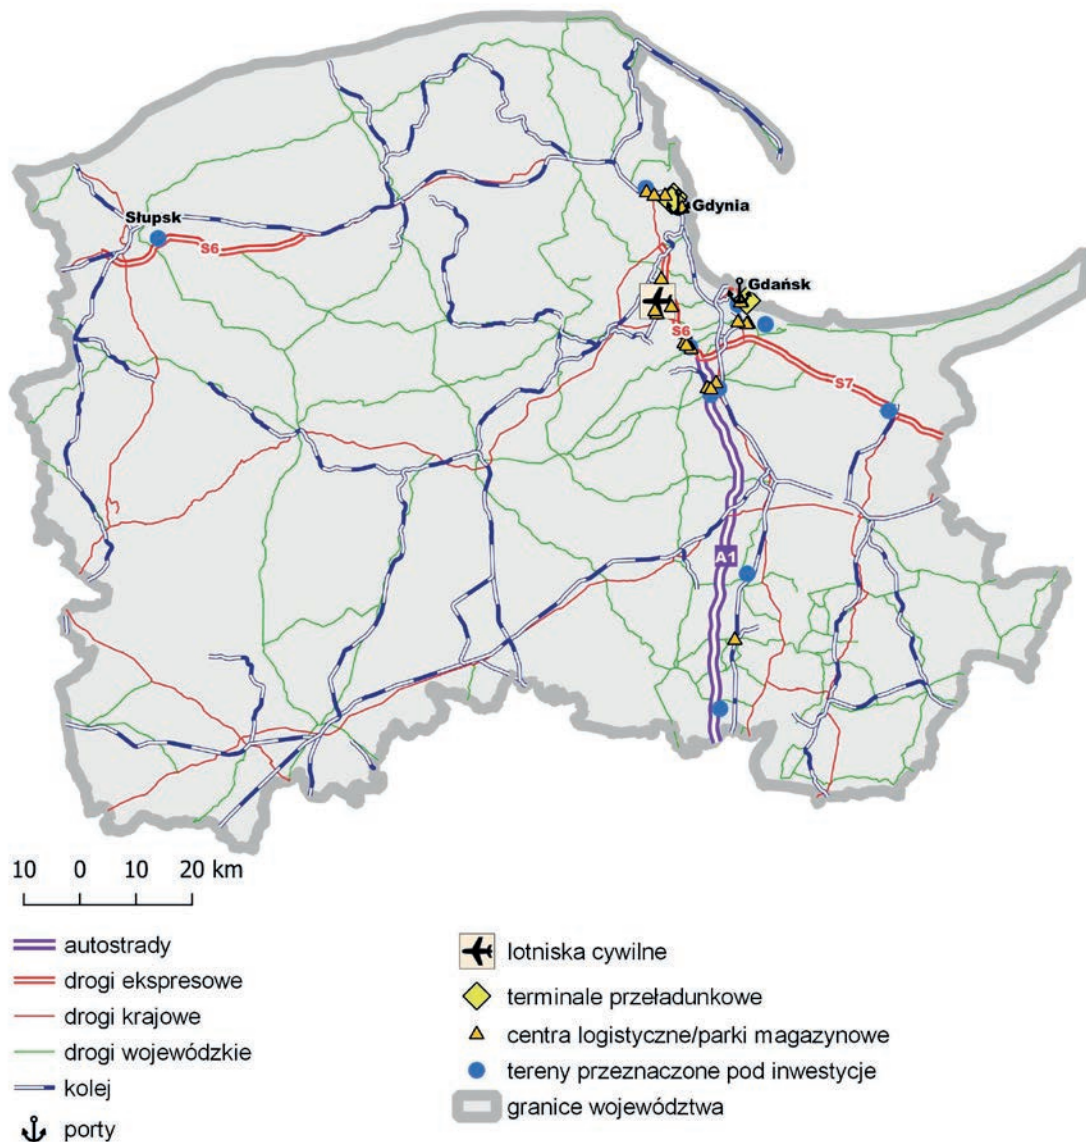 Gdynia
Słupsk
S6
Gdańsk
S6
S7
A1
10 0 10 20 km
autostrady
drogi ekspresowe
drogi krajowe
drogi wojewódzkie
kolej
porty
lotniska cywilne
terminale przeładunkowe
centra logistyczne/parki magazynowe
tereny przeznaczone pod inwestycje
granice województwa